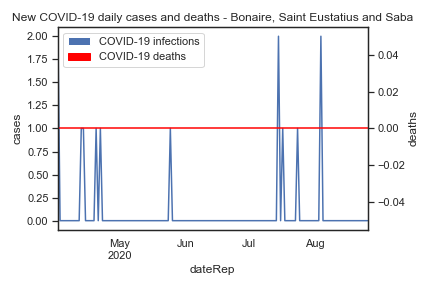 New COVID-19 daily cases and deaths - Bonaire, Saint Eustatius and Saba
COVID-19 infections
COVID-19 deaths
2.00
1.75
1.50
1.25
1.00
0.75
0.50
0.25
0.00
cases
0.04
0.02
0.00
−0.02
−0.04
deaths
May
2020
Jun
Jul
Aug
dateRep